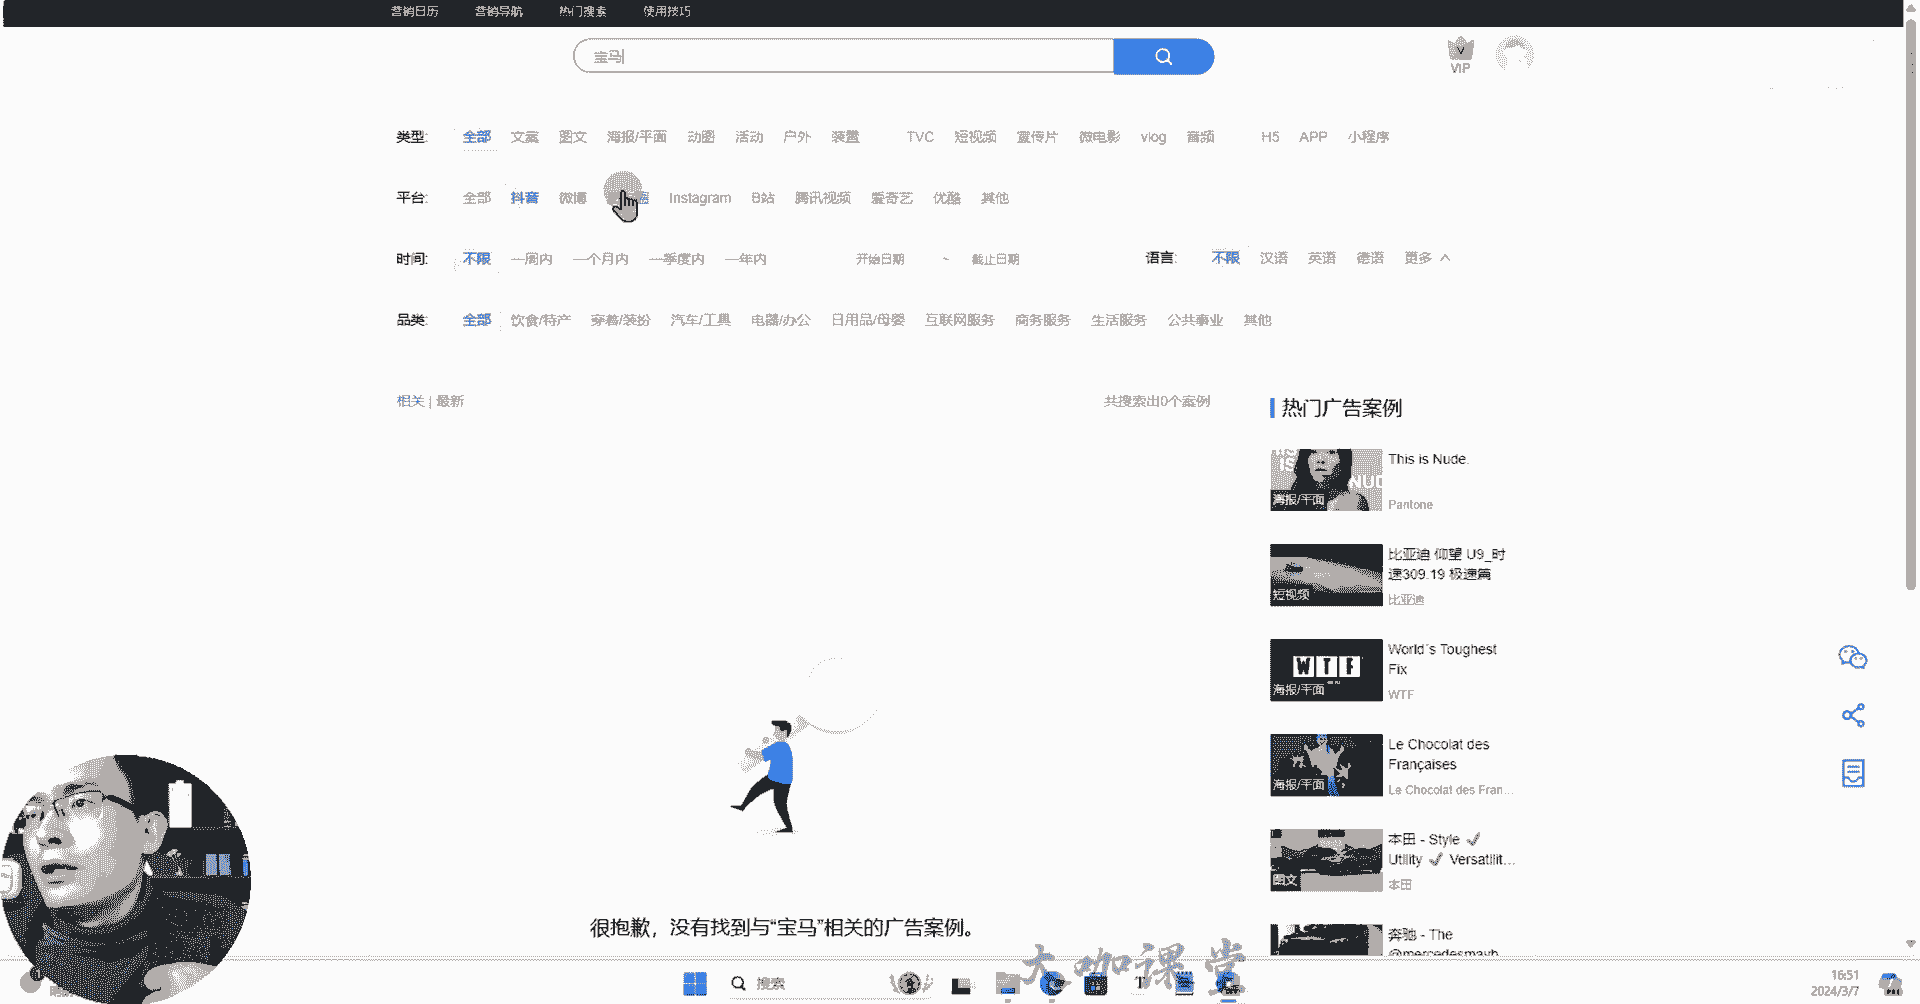 营销日历 营销导航 热门搜索 使用技巧
宝马
VIP
类型: 全部 文案 图文 海报/平面 动图 活动 户外 装置 TVC 短视频 宣传片 微电影 vlog 音频 H5 APP 小程序
平台: 全部 抖音 微博 Instagram B站 腾讯视频 爱奇艺 优酷 其他
时间: 不限 一周内 一个月内 一季度内 一年内 开始日期 ~ 截止日期 语言: 不限 汉语 英语 德语 更多
品类: 全部 饮食/特产 穿着/装扮 汽车/工具 电器/办公 日用品/母婴 互联网服务 商务服务 生活服务 公共事业 其他
相关 | 最新 共搜索出0个案例
热门广告案例
This is Nude.
海报/平面
Pantone
比亚迪 仰望 U9_时
速309.19 极速篇
短视频
比亚迪
World's Toughest
Fix
WTF
海报/平面
WTF
Le Chocolat des
Françaises
海报/平面
Le Chocolat des Fran...
本田 - Style ✓
Utility ✓ Versatilit...
图文
本田
奔驰 - The
@mercedesmayb
很抱歉，没有找到与“宝马”相关的广告案例。
大咖课堂
搜索
16:51
2024/3/7